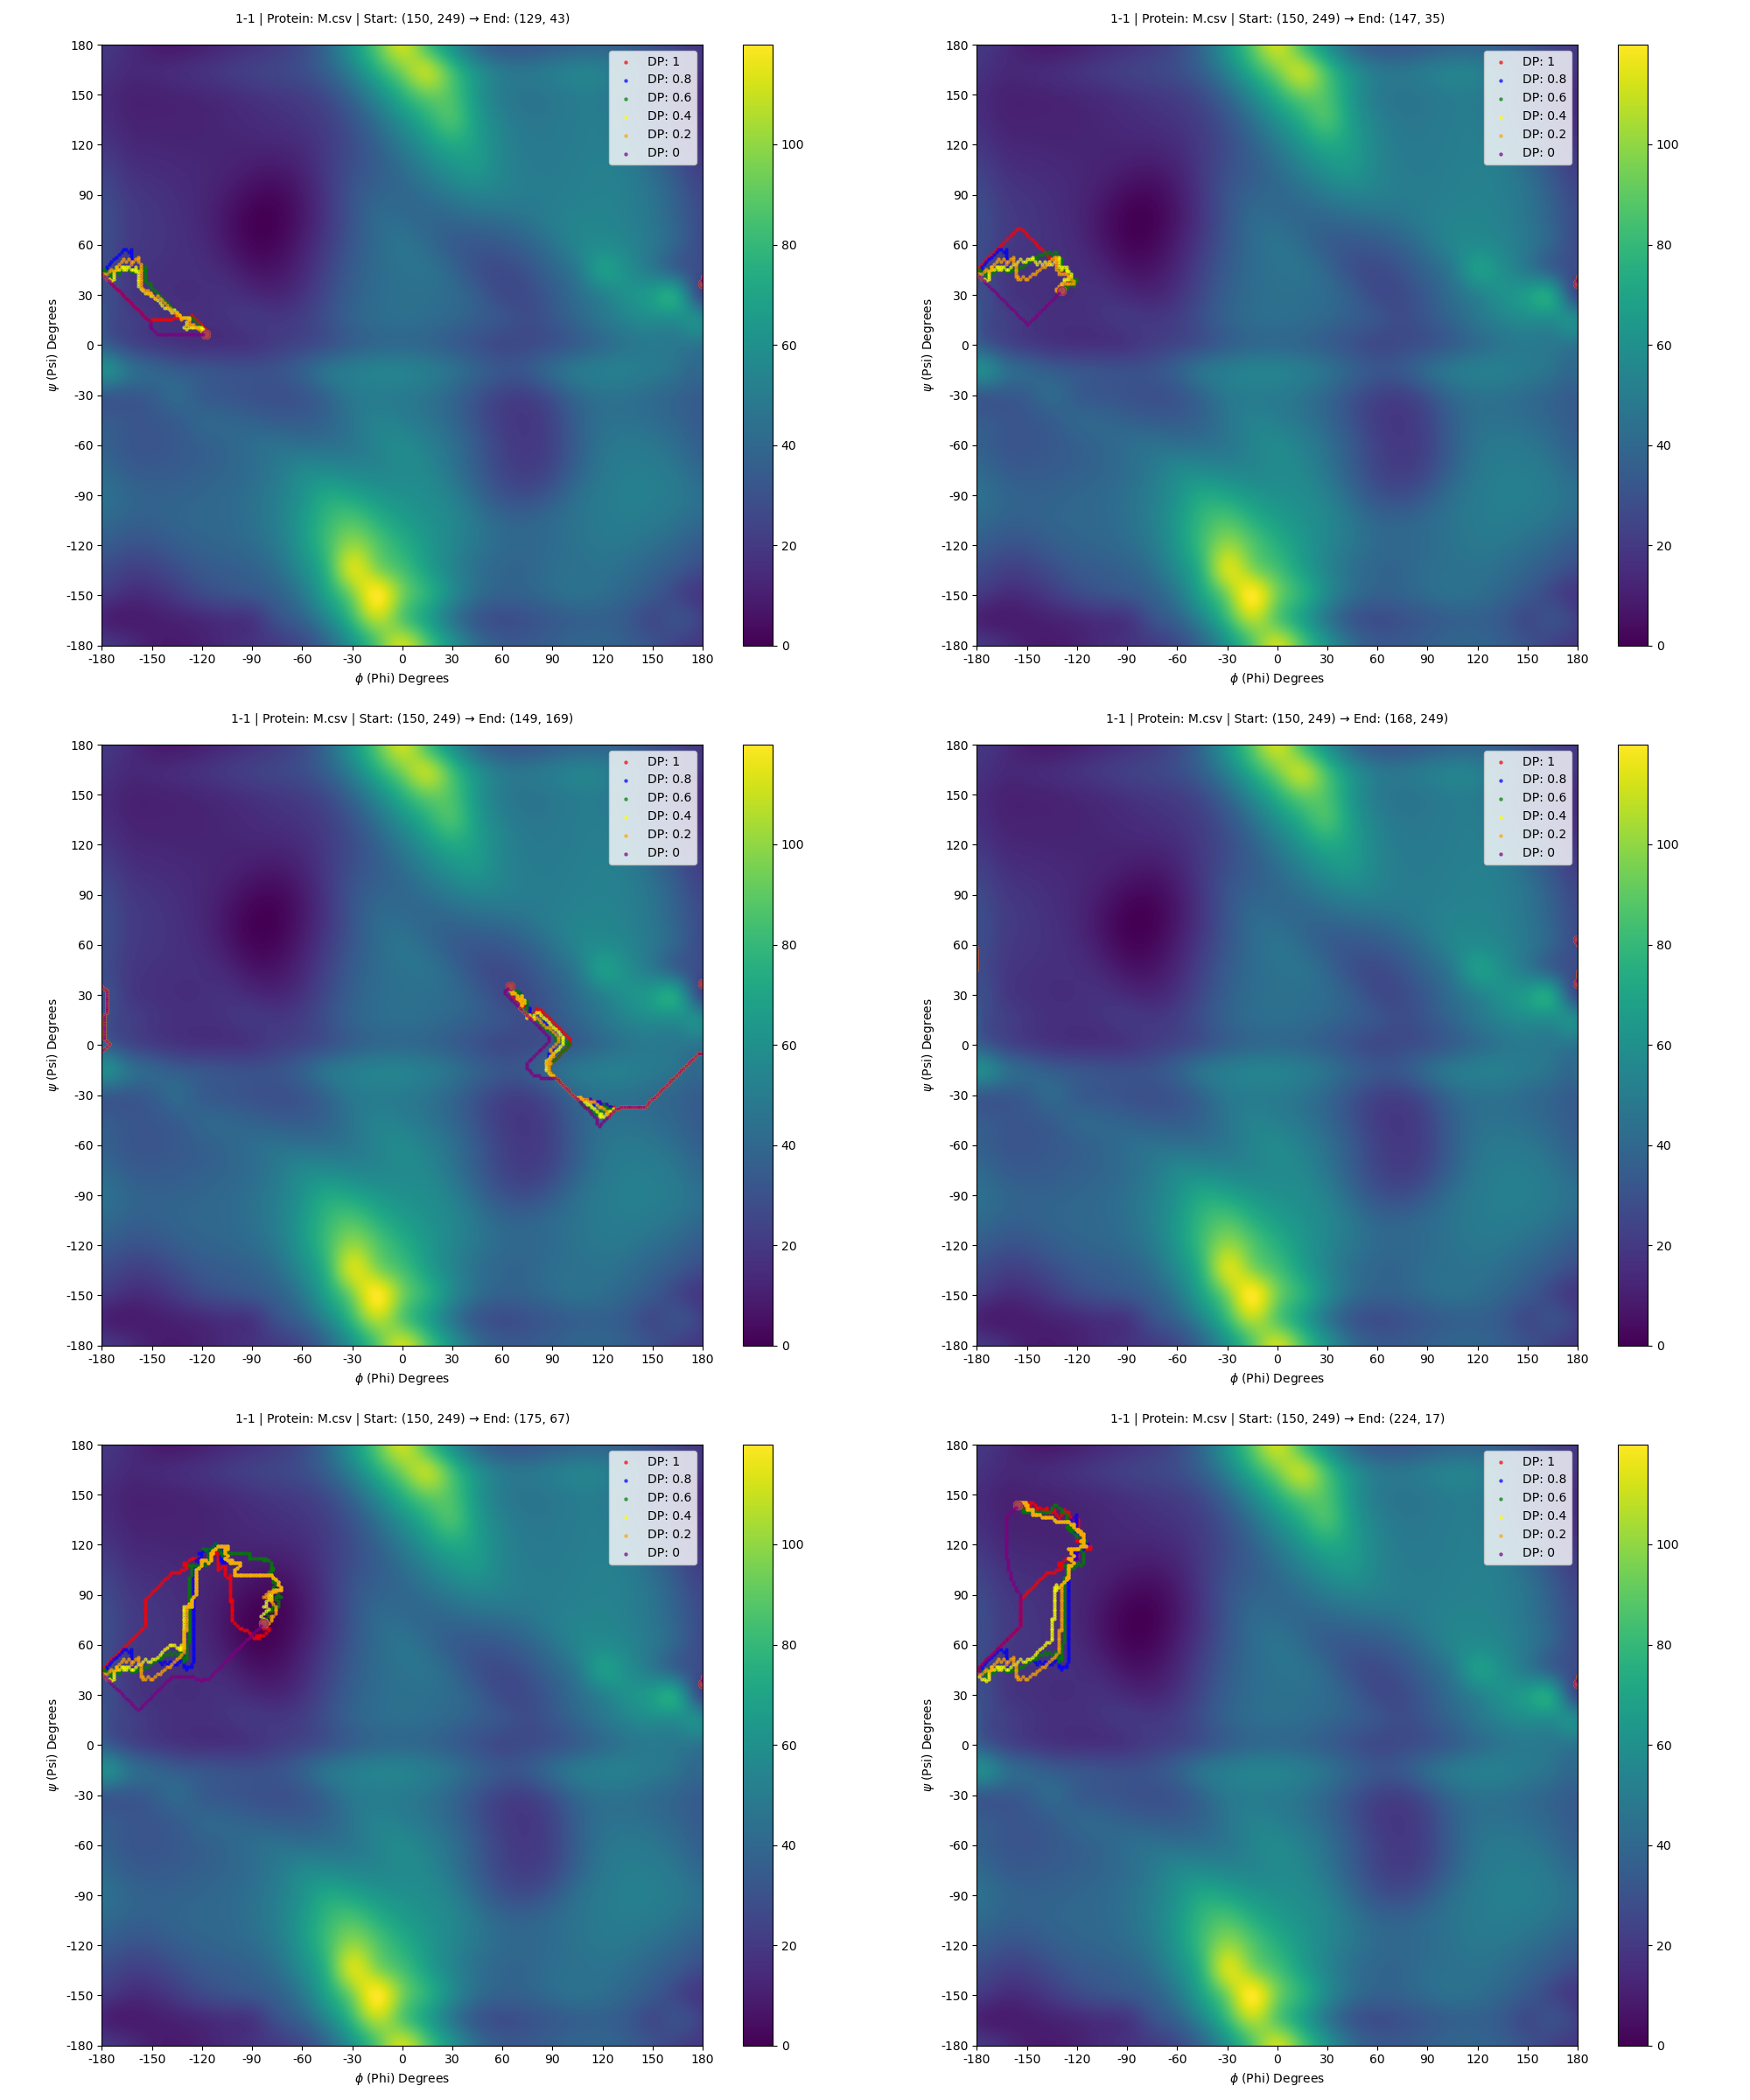 1-1 | Protein: M.csv | Start: (150, 249) → End: (129, 43)
180
150
120
90
60
30
0
-30
-60
-90
-120
-150
-180
ψ (Psi) Degrees
-180 -150 -120 -90 -60 -30 0 30 60 90 120 150 180
ϕ (Phi) Degrees
DP: 1
DP: 0.8
DP: 0.6
DP: 0.4
DP: 0.2
DP: 0
100
80
60
40
20
0
1-1 | Protein: M.csv | Start: (150, 249) → End: (147, 35)
180
150
120
90
60
30
0
-30
-60
-90
-120
-150
-180
ψ (Psi) Degrees
-180 -150 -120 -90 -60 -30 0 30 60 90 120 150 180
ϕ (Phi) Degrees
DP: 1
DP: 0.8
DP: 0.6
DP: 0.4
DP: 0.2
DP: 0
100
80
60
40
20
0
1-1 | Protein: M.csv | Start: (150, 249) → End: (149, 169)
180
150
120
90
60
30
0
-30
-60
-90
-120
-150
-180
ψ (Psi) Degrees
-180 -150 -120 -90 -60 -30 0 30 60 90 120 150 180
ϕ (Phi) Degrees
DP: 1
DP: 0.8
DP: 0.6
DP: 0.4
DP: 0.2
DP: 0
100
80
60
40
20
0
1-1 | Protein: M.csv | Start: (150, 249) → End: (168, 249)
180
150
120
90
60
30
0
-30
-60
-90
-120
-150
-180
ψ (Psi) Degrees
-180 -150 -120 -90 -60 -30 0 30 60 90 120 150 180
ϕ (Phi) Degrees
DP: 1
DP: 0.8
DP: 0.6
DP: 0.4
DP: 0.2
DP: 0
100
80
60
40
20
0
1-1 | Protein: M.csv | Start: (150, 249) → End: (175, 67)
180
150
120
90
60
30
0
-30
-60
-90
-120
-150
-180
ψ (Psi) Degrees
-180 -150 -120 -90 -60 -30 0 30 60 90 120 150 180
ϕ (Phi) Degrees
DP: 1
DP: 0.8
DP: 0.6
DP: 0.4
DP: 0.2
DP: 0
100
80
60
40
20
0
1-1 | Protein: M.csv | Start: (150, 249) → End: (224, 17)
180
150
120
90
60
30
0
-30
-60
-90
-120
-150
-180
ψ (Psi) Degrees
-180 -150 -120 -90 -60 -30 0 30 60 90 120 150 180
ϕ (Phi) Degrees
DP: 1
DP: 0.8
DP: 0.6
DP: 0.4
DP: 0.2
DP: 0
100
80
60
40
20
0